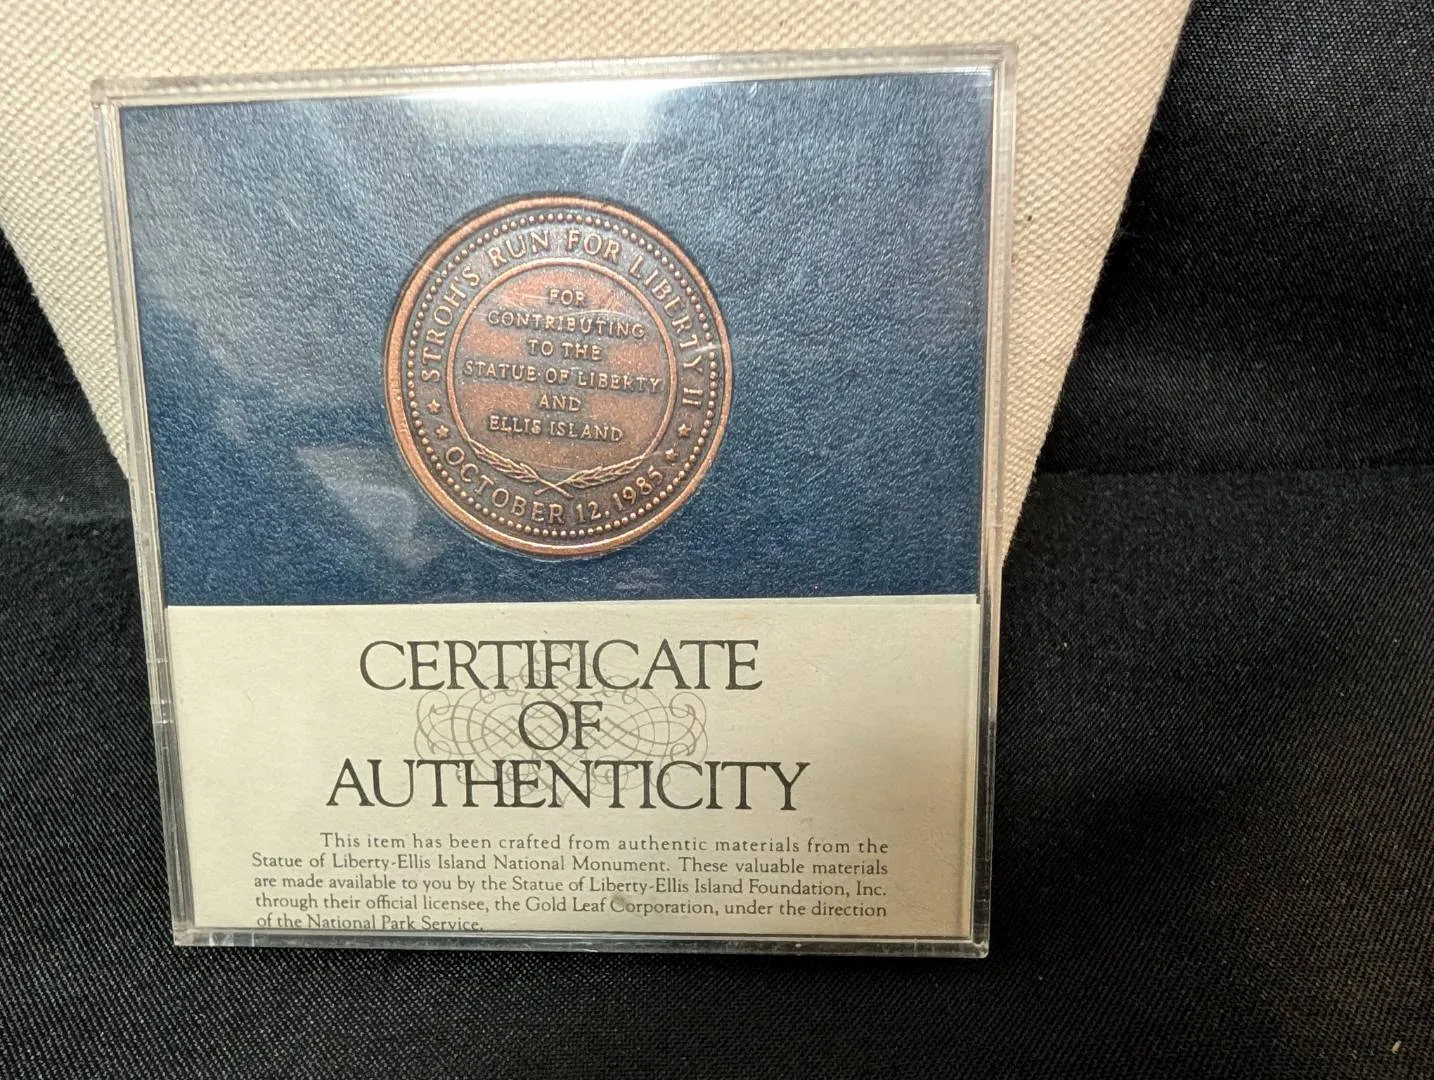 STROH'S RUN FOR LIBERTY II
FOR
CONTRIBUTING
TO THE
STATUE OF LIBERTY
AND
ELLIS ISLAND
OCTOBER 12, 1985
CERTIFICATE
OF
AUTHENTICITY
This item has been crafted from authentic materials from the
Statue of Liberty-Ellis Island National Monument. These valuable materials
are made available to you by the Statue of Liberty-Ellis Island Foundation, Inc.
through their official licensee, the Gold Leaf Corporation, under the direction
of the National Park Service.